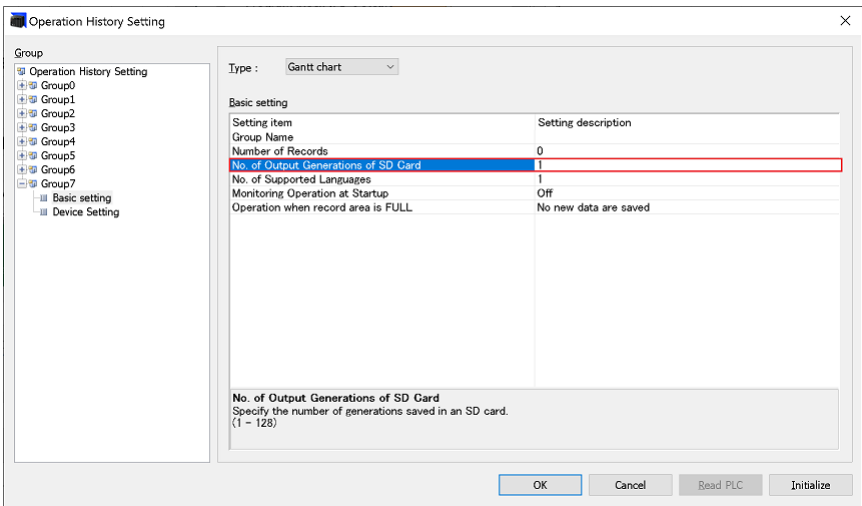 Operation History Setting
Group
Operation History Setting
Group0
Group1
Group2
Group3
Group4
Group5
Group6
Group7
Basic setting
Device Setting
Type : Gantt chart
Basic setting
Setting item Setting description
Group Name
Number of Records 0
No. of Output Generations of SD Card 1
No. of Supported Languages 1
Monitoring Operation at Startup Off
Operation when record area is FULL No new data are saved
No. of Output Generations of SD Card
Specify the number of generations saved in an SD card.
(1 - 128)
OK Cancel Read PLC Initialize